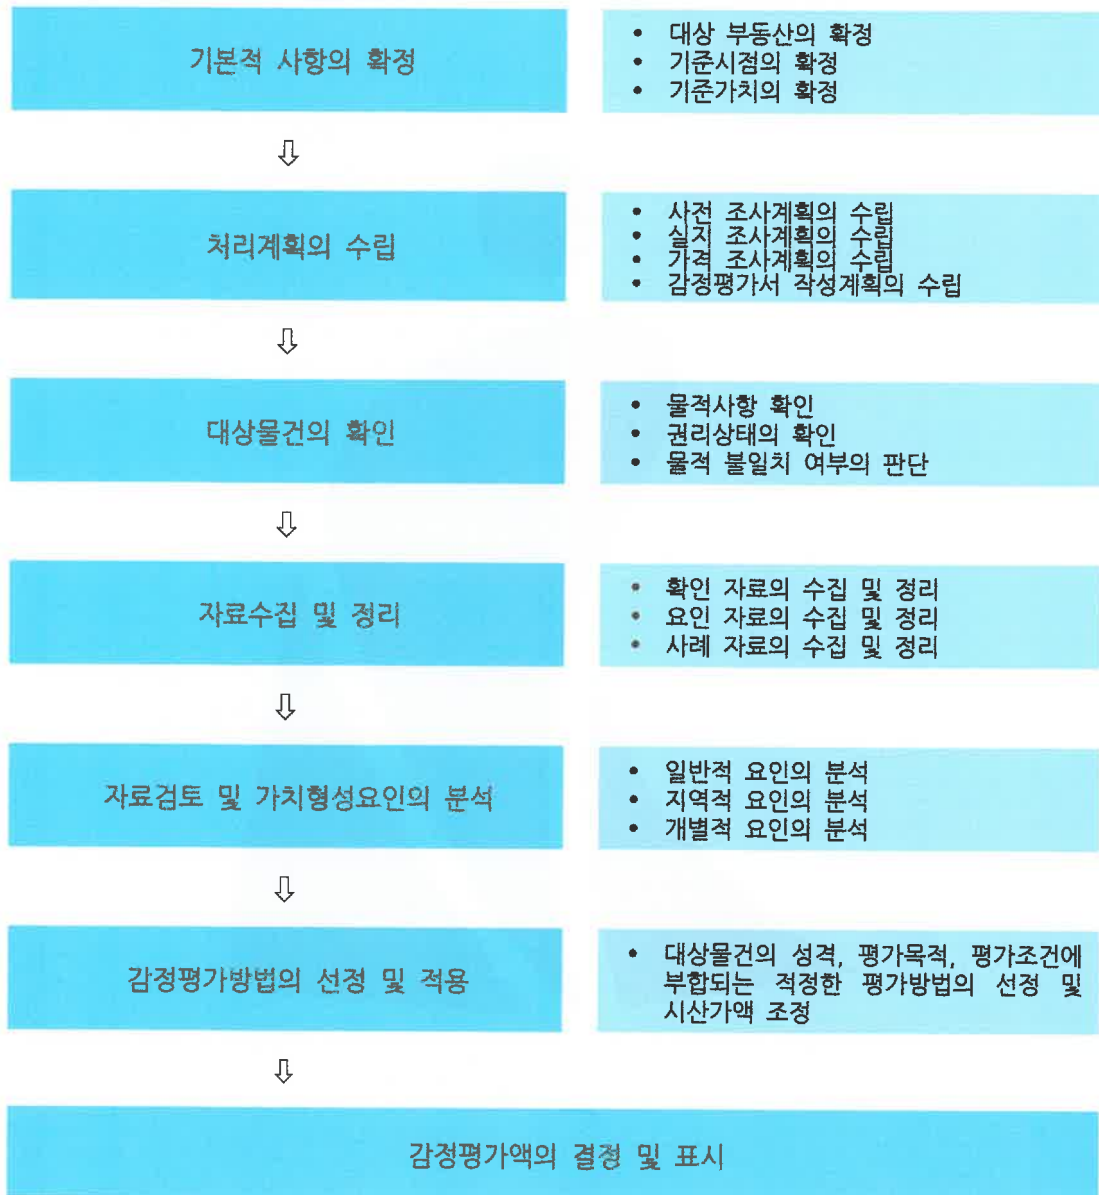 기본적 사항의 확정
• 대상 부동산의 확정
• 기준시점의 확정
• 기준가치의 확정
⇩
처리계획의 수립
• 사전 조사계획의 수립
• 실지 조사계획의 수립
• 가격 조사계획의 수립
• 감정평가서 작성계획의 수립
⇩
대상물건의 확인
• 물적사항 확인
• 권리상태의 확인
• 물적 불일치 여부의 판단
⇩
자료수집 및 정리
• 확인 자료의 수집 및 정리
• 요인 자료의 수집 및 정리
• 사례 자료의 수집 및 정리
⇩
자료검토 및 가치형성요인의 분석
• 일반적 요인의 분석
• 지역적 요인의 분석
• 개별적 요인의 분석
⇩
감정평가방법의 선정 및 적용
• 대상물건의 성격, 평가목적, 평가조건에
부합되는 적정한 평가방법의 선정 및
시산가액 조정
⇩
감정평가액의 결정 및 표시